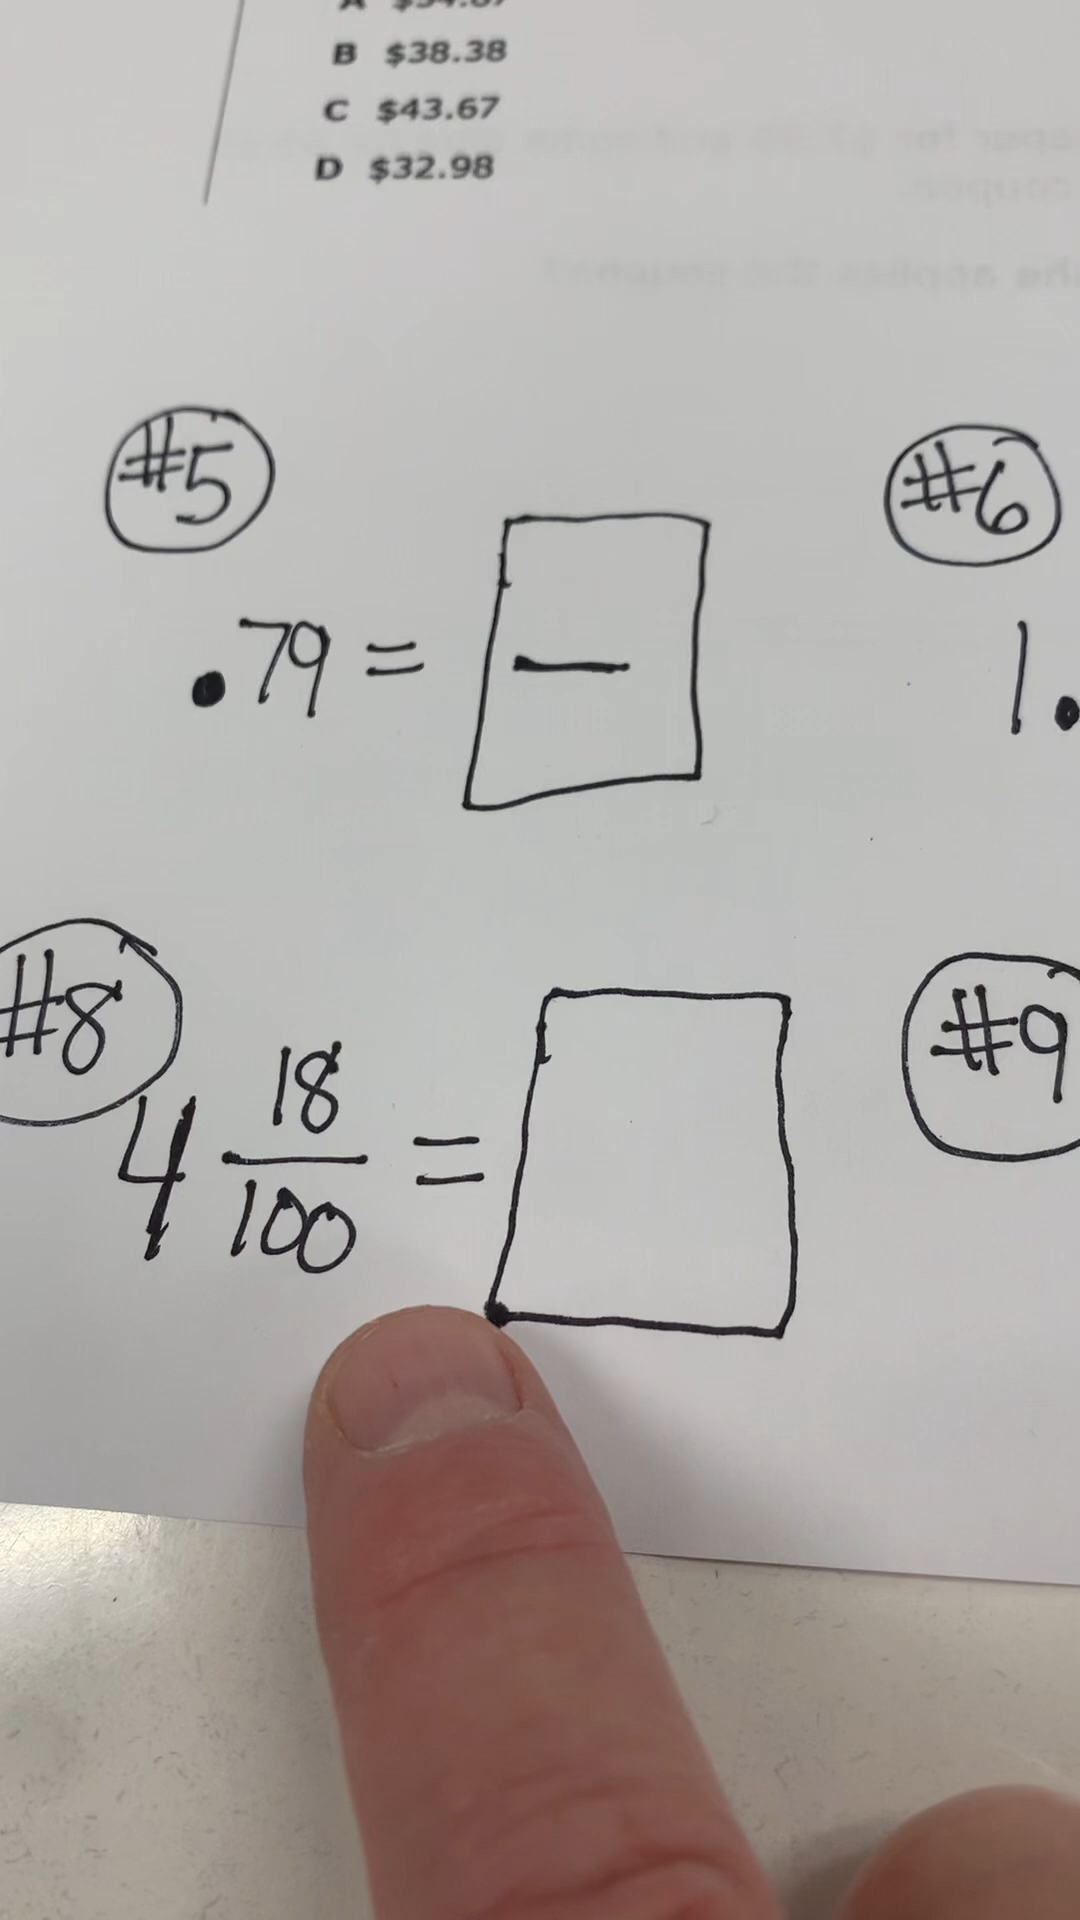 B $38.38
C $43.67
D $32.98
#5
#6
.79 =
1.
#8
#9
4 18/100 =